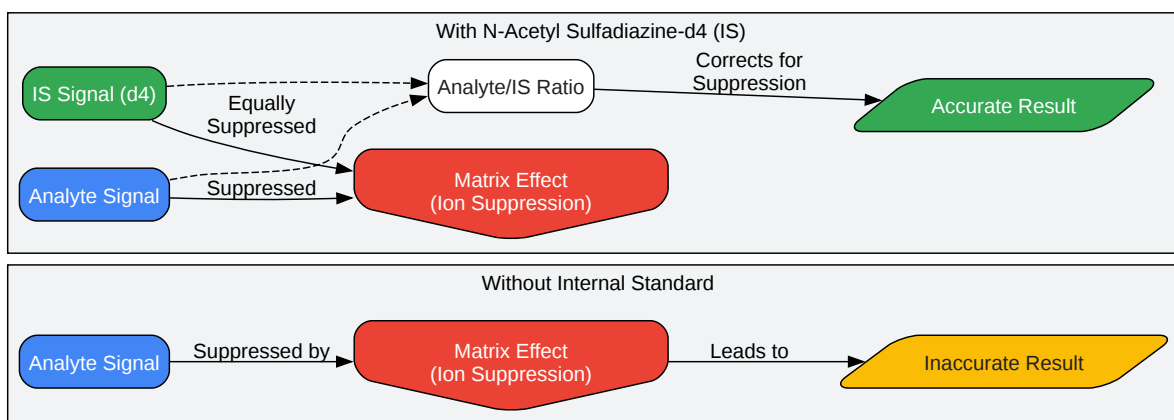 With N-Acetyl Sulfadiazine-d4 (IS)
IS Signal (d4)
Equally
Suppressed
Analyte/IS Ratio
Corrects for
Suppression
Accurate Result
Analyte Signal
Suppressed
Matrix Effect
(Ion Suppression)
Without Internal Standard
Analyte Signal
Suppressed by
Matrix Effect
(Ion Suppression)
Leads to
Inaccurate Result